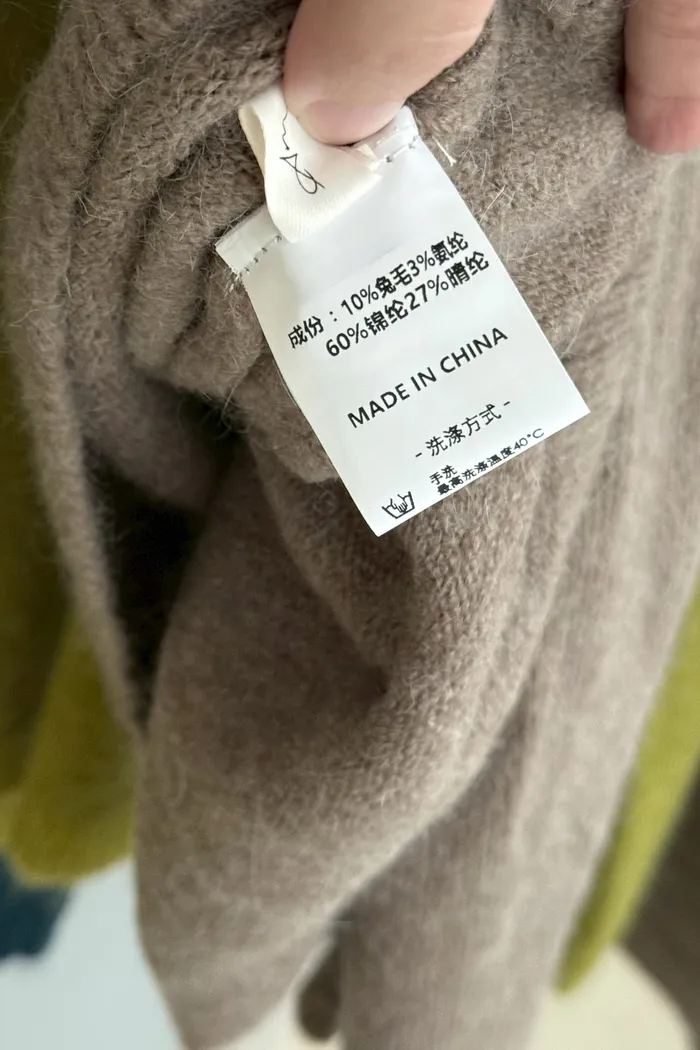 成份：10%兔毛3%氨纶
60%锦纶27%腈纶
MADE IN CHINA
- 洗涤方式 -
手洗
最高洗涤温度40°C